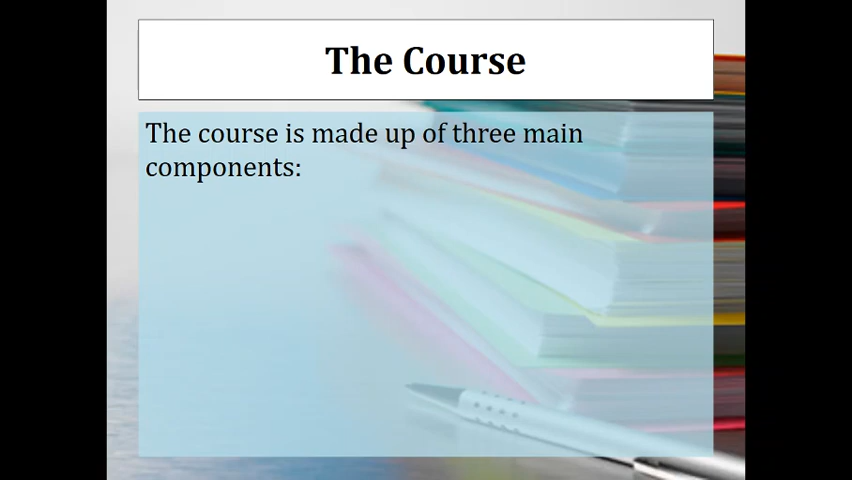 The Course
The course is made up of three main
components: